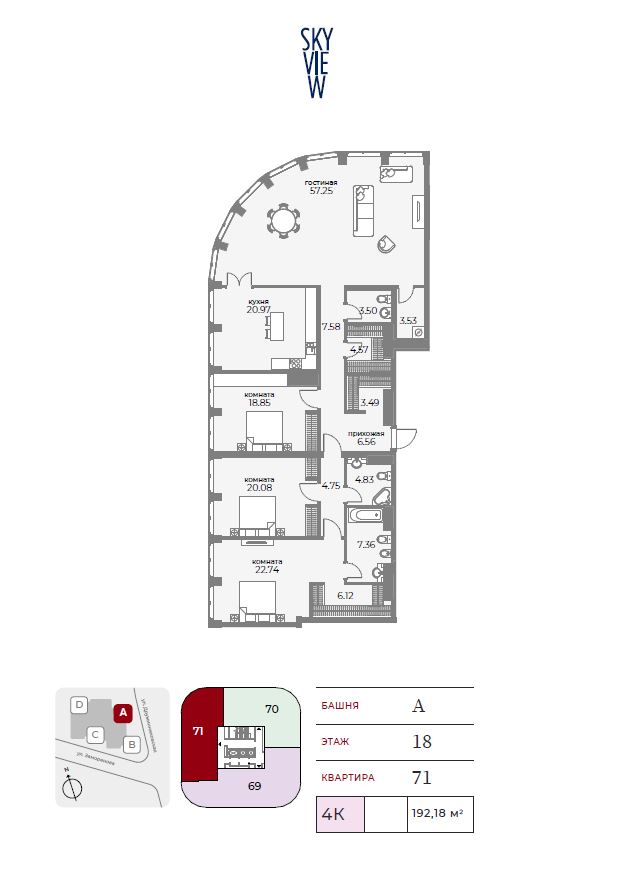 SKY
VIEW
гостиная
57.25
кухня
20.97
3.50
3.53
7.58
4.57
комната
18.85
3.49
прихожая
6.56
комната
20.08
4.75
4.83
7.36
комната
22.74
6.12
D
A
C
B
ул. Дружинниковская
ул. Заморенова
N
71
70
69
БАШНЯ A
ЭТАЖ 18
КВАРТИРА 71
4К 192,18 м²